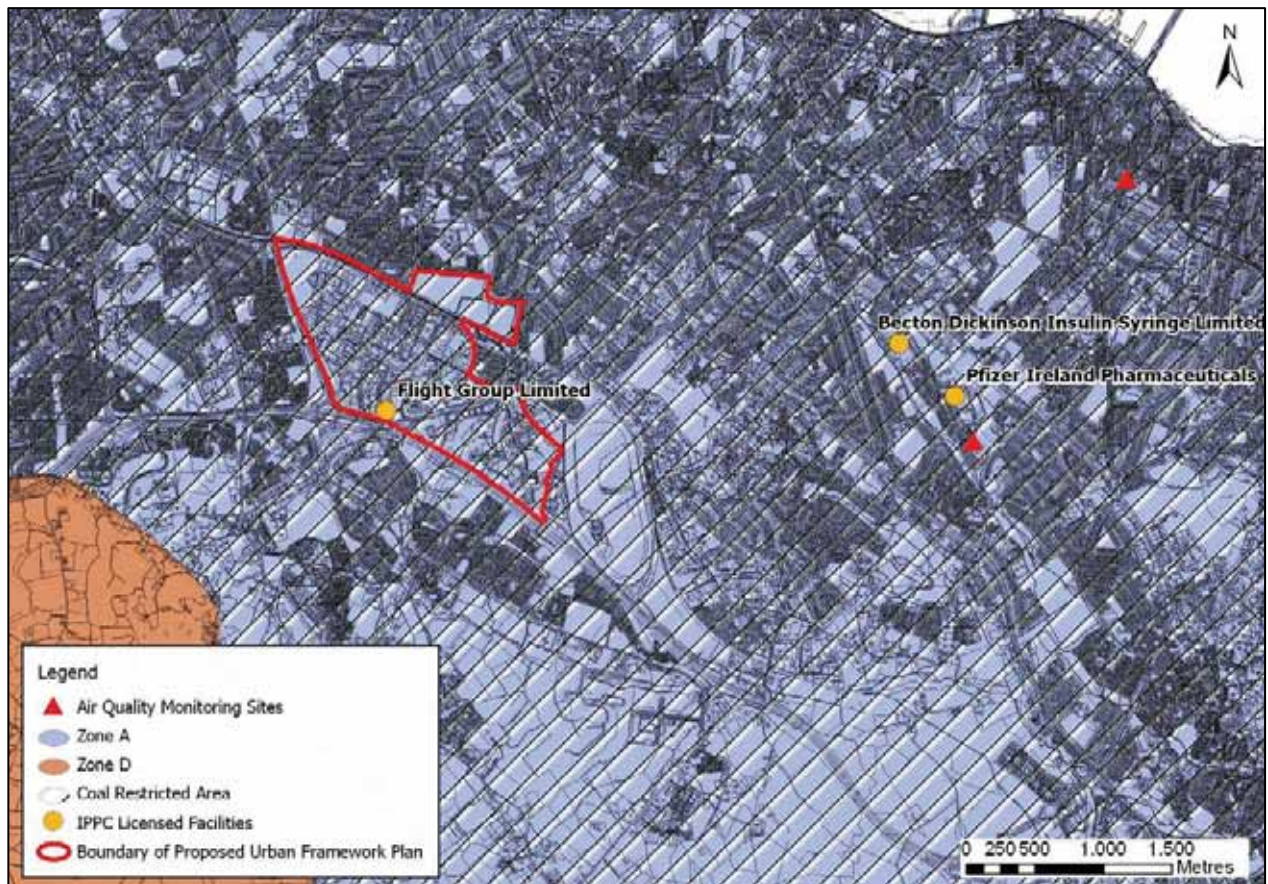 N
Becton Dickinson Insulin Syringe Limited
Pfizer Ireland Pharmaceuticals
Flight Group Limited
Legend
Air Quality Monitoring Sites
Zone A
Zone D
Coal Restricted Area
IPPC Licensed Facilities
Boundary of Proposed Urban Framework Plan
0 250 500 1.000 1.500
Metres